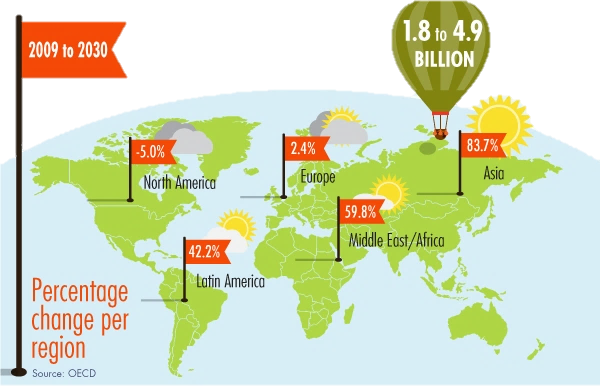 2009 to 2030
1.8 to 4.9
BILLION
-5.0%
North America
2.4%
Europe
83.7%
Asia
59.8%
Middle East/Africa
42.2%
Latin America
Percentage
change per
region
Source: OECD